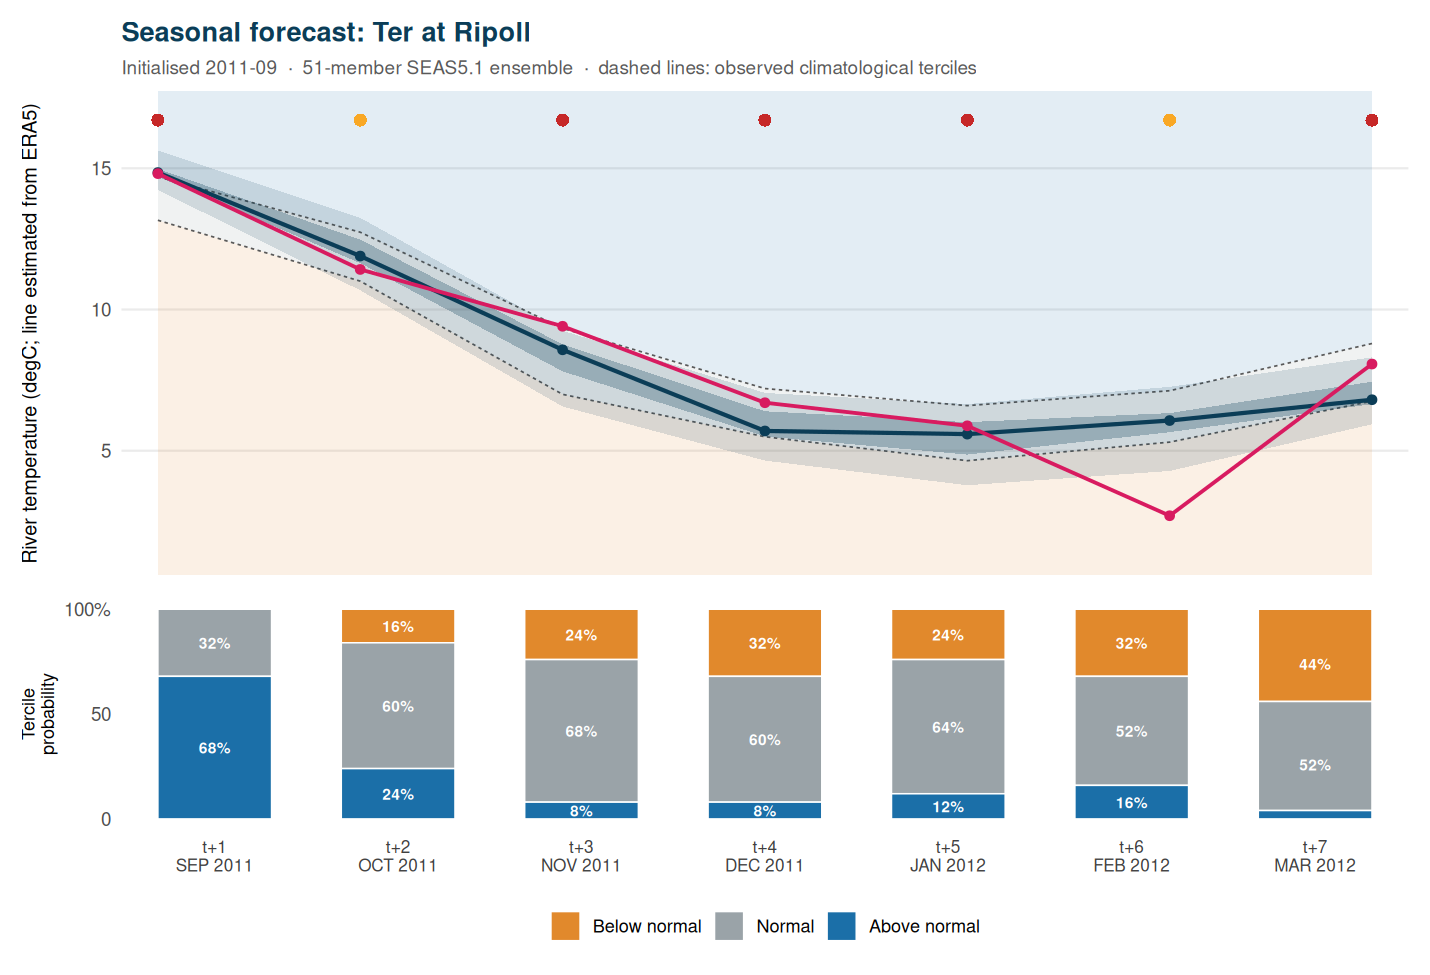 Seasonal forecast: Ter at Ripoll
Initialised 2011-09 · 51-member SEAS5.1 ensemble · dashed lines: observed climatological terciles
River temperature (degC; line estimated from ERA5)
15
10
5
Tercile
probability
100%
50
0
32%
68%
16%
60%
24%
24%
68%
8%
32%
60%
8%
24%
64%
12%
32%
52%
16%
44%
52%
t+1
SEP 2011
t+2
OCT 2011
t+3
NOV 2011
t+4
DEC 2011
t+5
JAN 2012
t+6
FEB 2012
t+7
MAR 2012
Below normal
Normal
Above normal